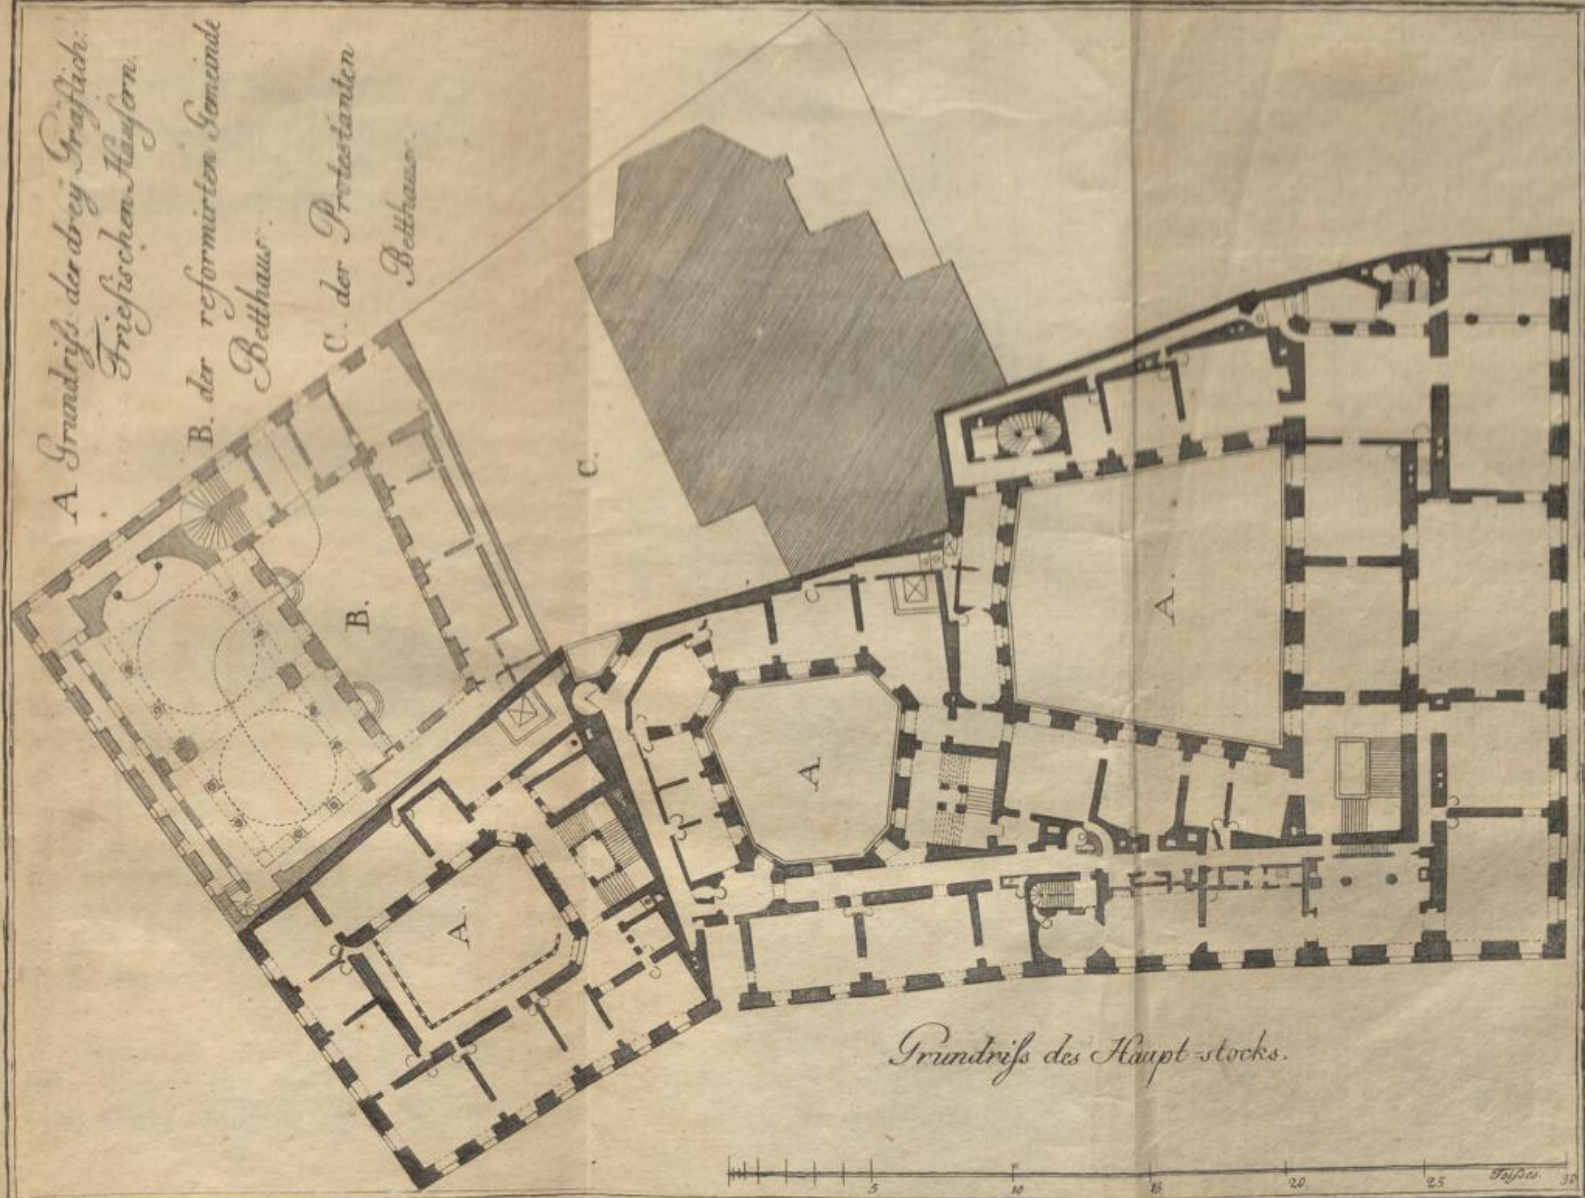 A Grundriſs der drey Gräflich:
Frieſischen Häuſern.
B. der reformirten Gemeinde
Betthaus.
C. der Protestanten
Betthaus.
C.
B.
A.
A.
A.
Grundriſs des Haupt-stocks.
5 10 15 20 25 30